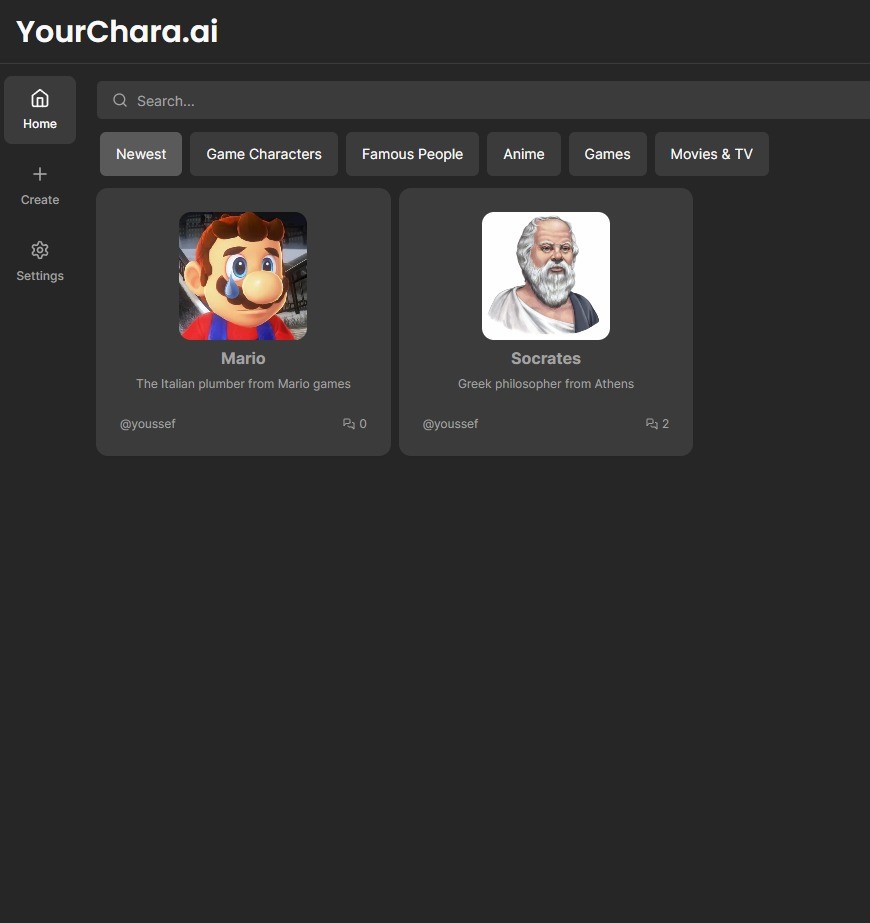 YourChara.ai
Home
Create
Settings
Search...
Newest Game Characters Famous People Anime Games Movies & TV
Mario
The Italian plumber from Mario games
@youssef 0
Socrates
Greek philosopher from Athens
@youssef 2